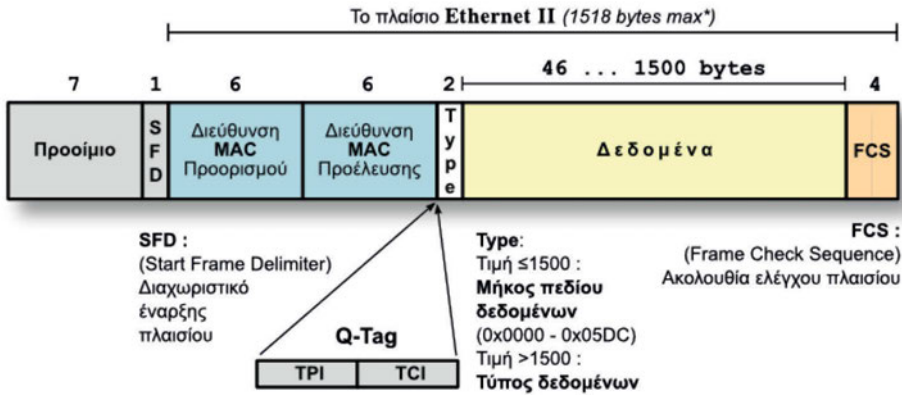 Το πλαίσιο Ethernet II (1518 bytes max*)
7 1 6 6 2 46 ... 1500 bytes 4
Προοίμιο
SFD
Διεύθυνση
MAC
Προορισμού
Διεύθυνση
MAC
Προέλευσης
Type
Δεδομένα
FCS
SFD :
(Start Frame Delimiter)
Διαχωριστικό
έναρξης
πλαισίου
Type:
Τιμή ≤1500 :
Μήκος πεδίου
δεδομένων
(0x0000 - 0x05DC)
Τιμή >1500 :
Τύπος δεδομένων
FCS :
(Frame Check Sequence)
Ακολουθία ελέγχου πλαισίου
Q-Tag
TPI TCI